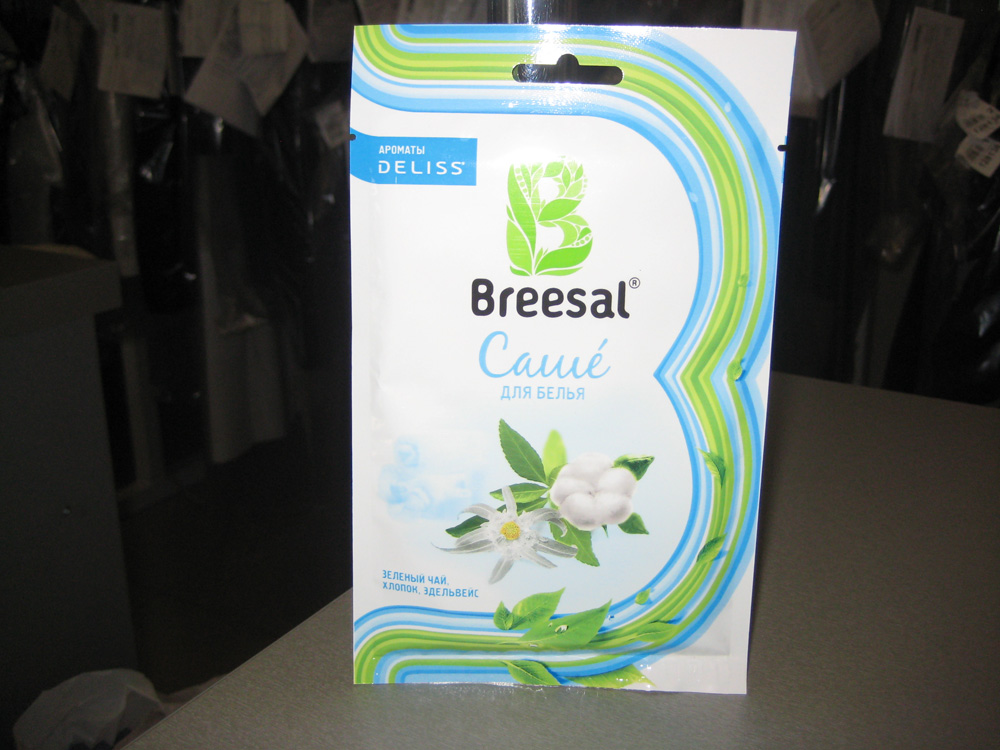 АРОМАТЫ
DELISS
B
Breesal®
Саше́
ДЛЯ БЕЛЬЯ
ЗЕЛЕНЫЙ ЧАЙ,
ХЛОПОК, ЭДЕЛЬВЕЙС